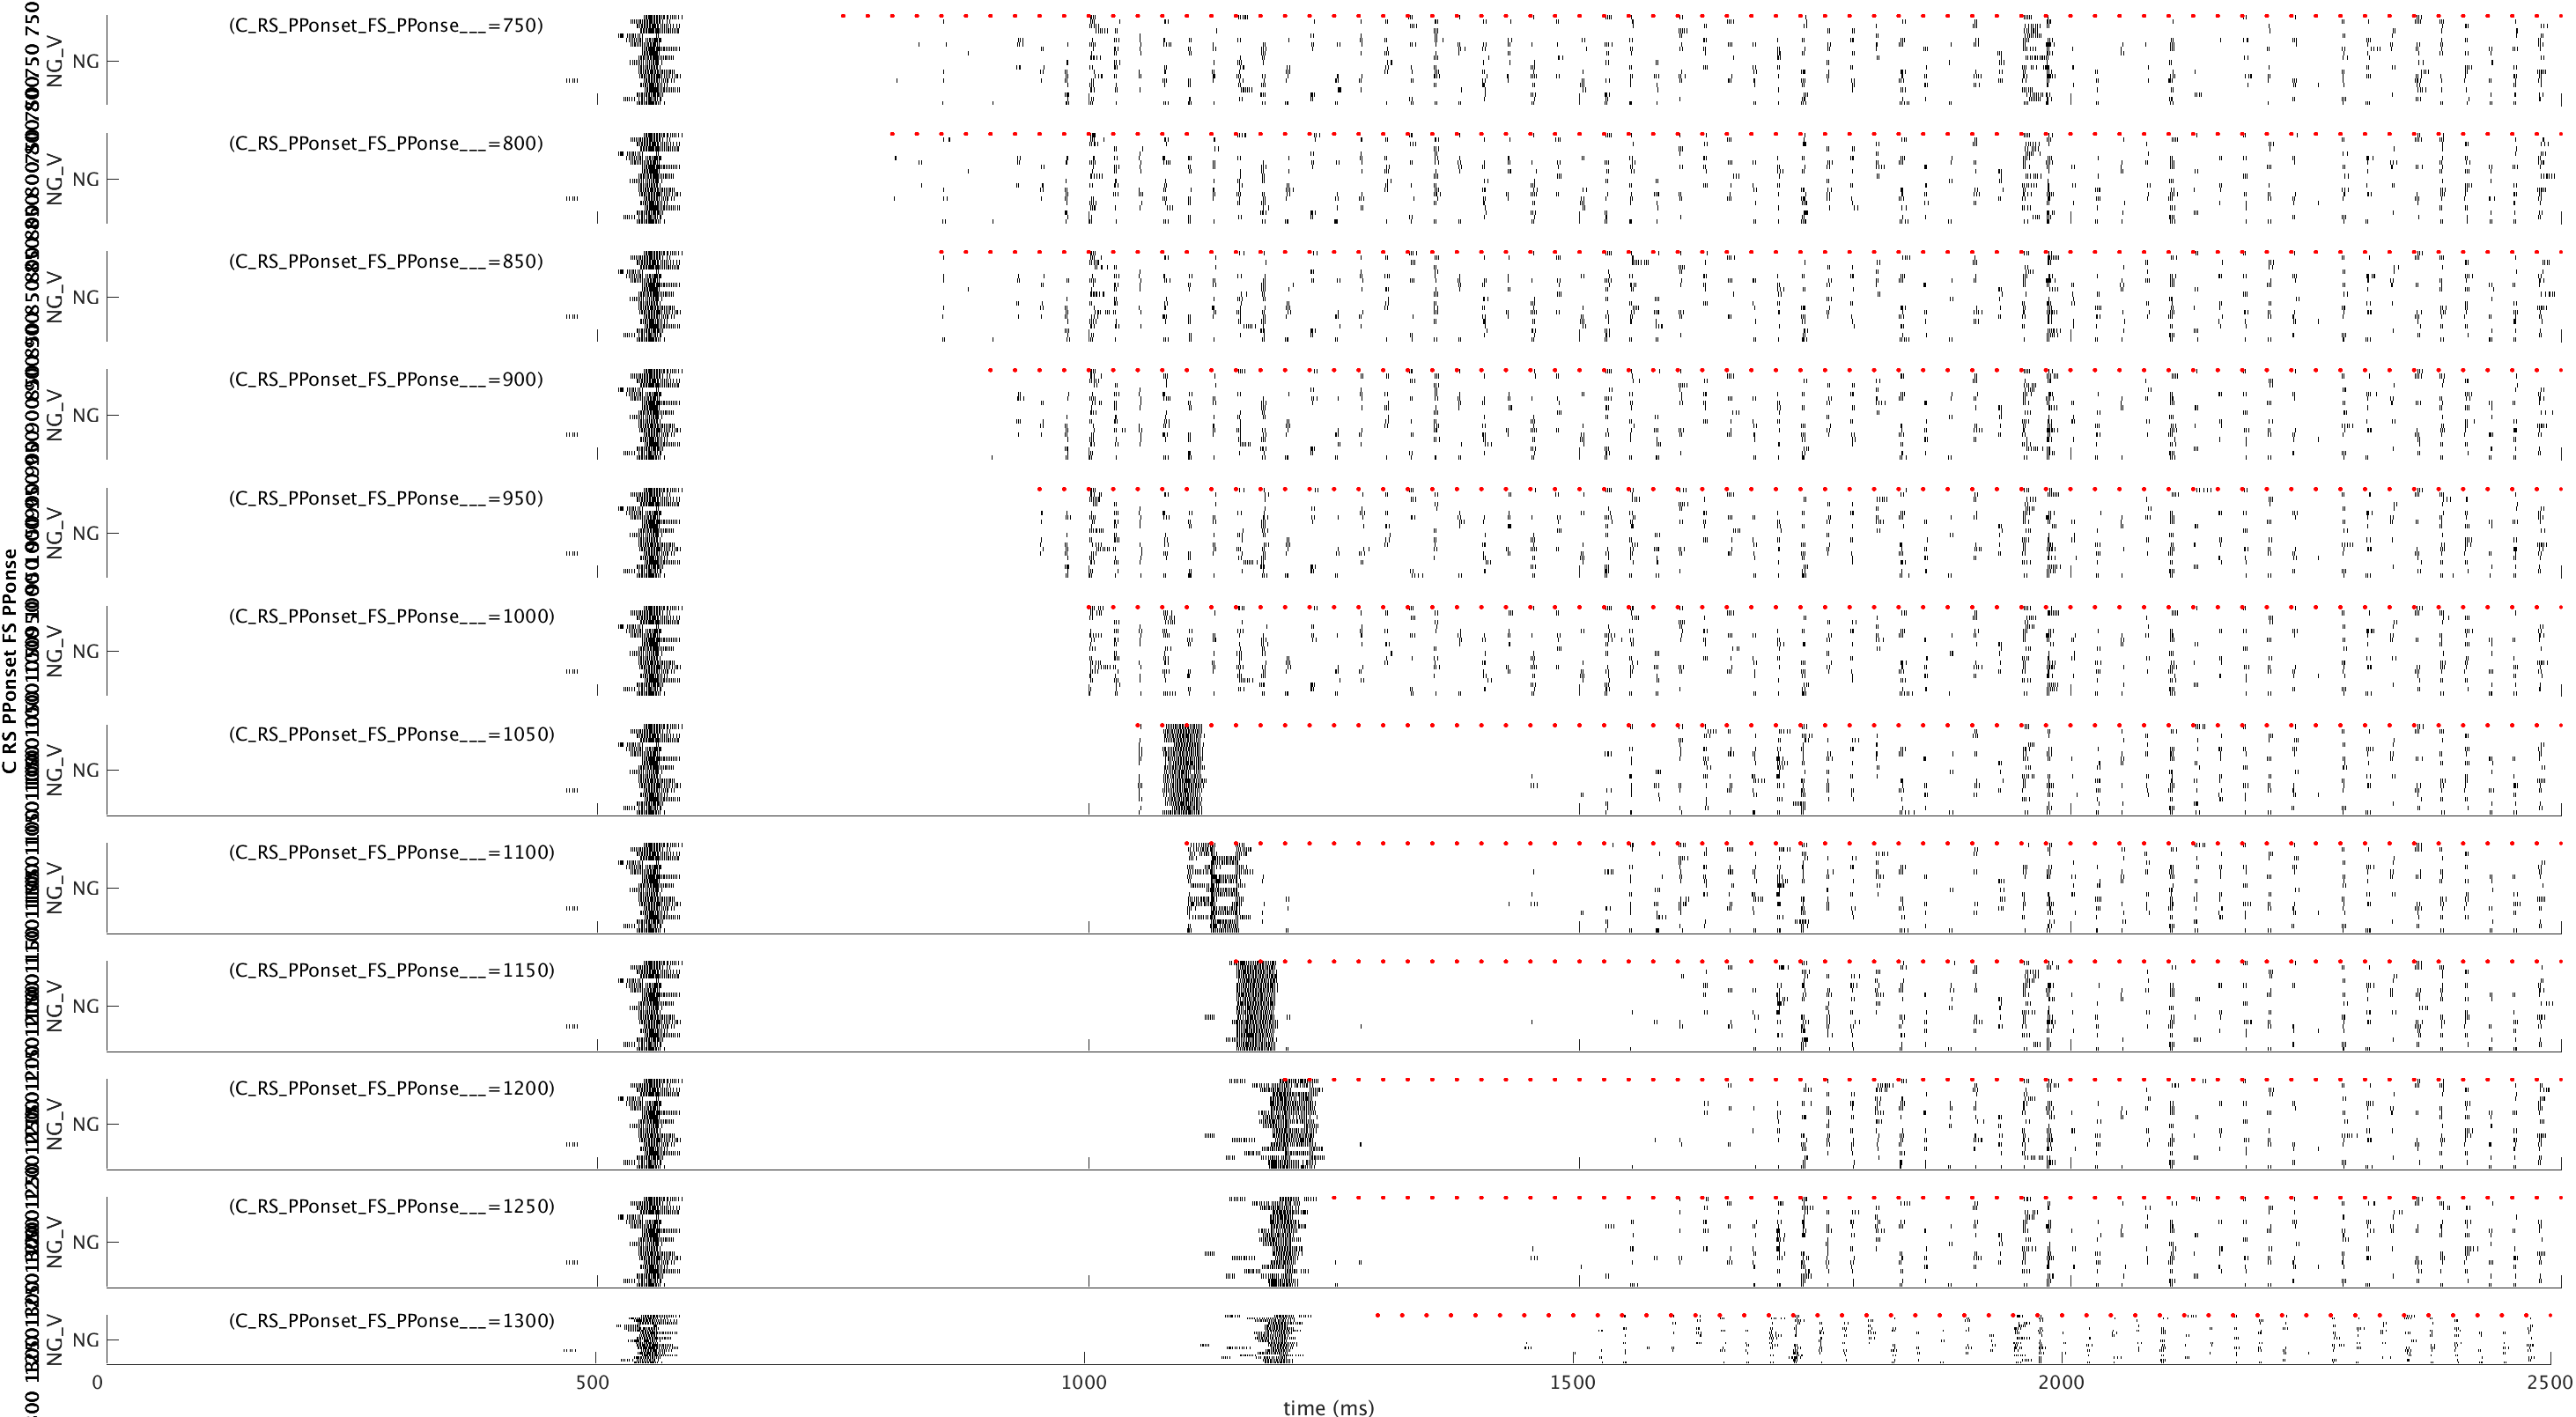 (C_RS_PPonset_FS_PPonse___=750)
NG_V
NG
(C_RS_PPonset_FS_PPonse___=800)
NG_V
NG
(C_RS_PPonset_FS_PPonse___=850)
NG_V
NG
(C_RS_PPonset_FS_PPonse___=900)
NG_V
NG
(C_RS_PPonset_FS_PPonse___=950)
NG_V
NG
(C_RS_PPonset_FS_PPonse___=1000)
NG_V
NG
C RS PPonset FS PPonse
(C_RS_PPonset_FS_PPonse___=1050)
NG_V
NG
(C_RS_PPonset_FS_PPonse___=1100)
NG_V
NG
(C_RS_PPonset_FS_PPonse___=1150)
NG_V
NG
(C_RS_PPonset_FS_PPonse___=1200)
NG_V
NG
(C_RS_PPonset_FS_PPonse___=1250)
NG_V
NG
(C_RS_PPonset_FS_PPonse___=1300)
NG_V
NG
0 500 1000 1500 2000 2500
time (ms)